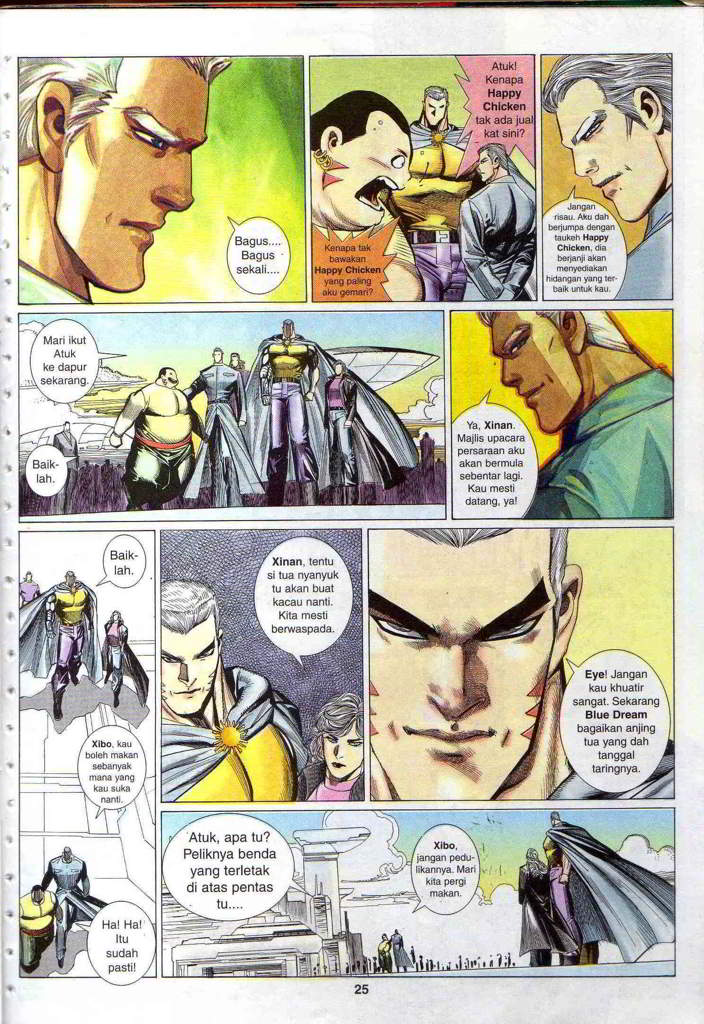 Bagus....
Bagus
sekali....
Atuk!
Kenapa
Happy
Chicken
tak ada jual
kat sini?
Kenapa tak
bawakan
Happy Chicken
yang paling
aku gemari?
Jangan
risau. Aku dah
berjumpa dengan
taukeh Happy
Chicken, dia
berjanji akan
menyediakan
hidangan yang ter-
baik untuk kau.
Mari ikut
Atuk
ke dapur
sekarang.
Baik-
lah.
Ya, Xinan.
Majlis upacara
persaraan aku
akan bermula
sebentar lagi.
Kau mesti
datang, ya!
Baik-
lah.
Xibo, kau
boleh makan
sebanyak
mana yang
kau suka
nanti.
Ha! Ha!
Itu
sudah
pasti!
Xinan, tentu
si tua nyanyuk
tu akan buat
kacau nanti.
Kita mesti
berwaspada.
Eye! Jangan
kau khuatir
sangat. Sekarang
Blue Dream
bagaikan anjing
tua yang dah
tanggal
taringnya.
Atuk, apa tu?
Peliknya benda
yang terletak
di atas pentas
tu....
Xibo,
jangan pedu-
likannya. Mari
kita pergi
makan.
25